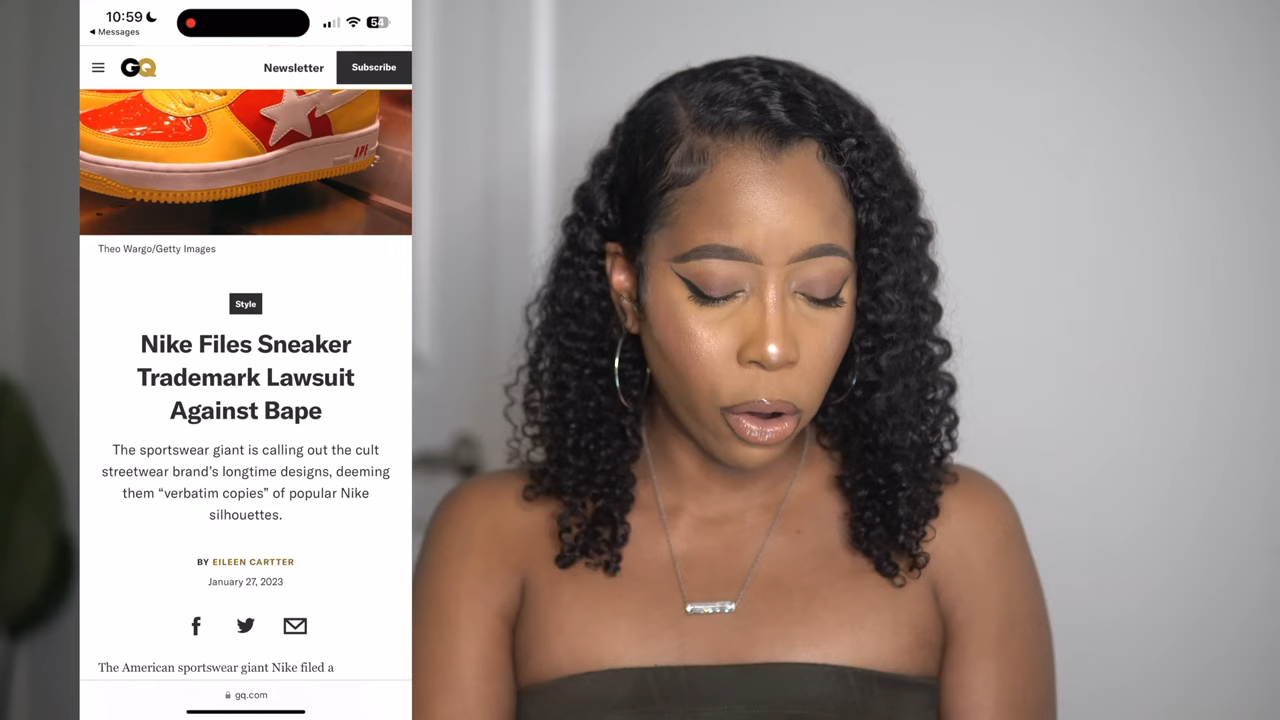 10:59
54
◀ Messages
GQ
Newsletter
Subscribe
APE
Theo Wargo/Getty Images
Style
Nike Files Sneaker
Trademark Lawsuit
Against Bape
The sportswear giant is calling out the cult
streetwear brand’s longtime designs, deeming
them “verbatim copies” of popular Nike
silhouettes.
BY EILEEN CARTTER
January 27, 2023
The American sportswear giant Nike filed a
gq.com